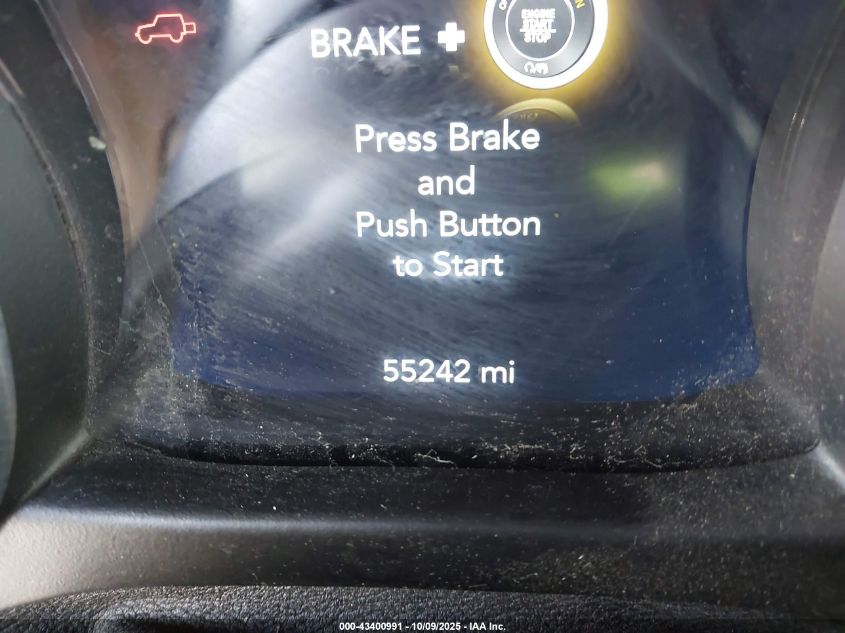 BRAKE +
ENGINE
START
STOP
Press Brake
and
Push Button
to Start
55242 mi
000-43400991 - 10/09/2025 - IAA Inc.